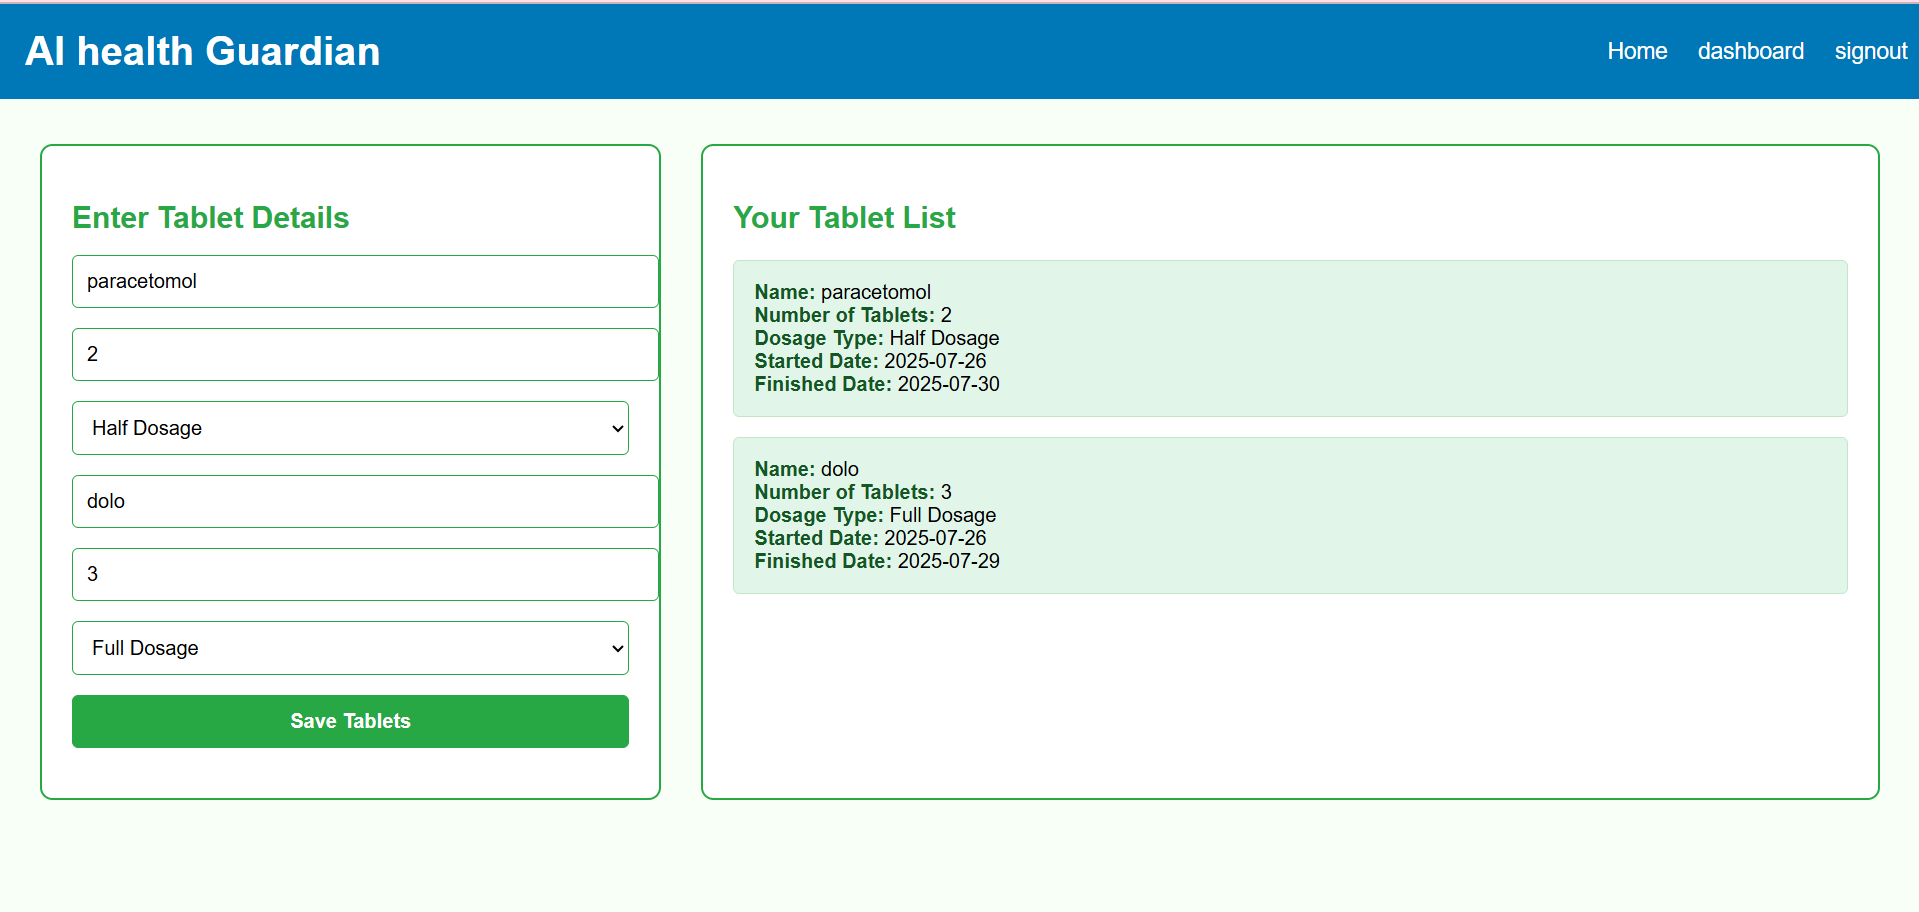 AI health Guardian
Home dashboard signout
Enter Tablet Details
paracetomol
2
Half Dosage
dolo
3
Full Dosage
Save Tablets
Your Tablet List
Name: paracetomol
Number of Tablets: 2
Dosage Type: Half Dosage
Started Date: 2025-07-26
Finished Date: 2025-07-30
Name: dolo
Number of Tablets: 3
Dosage Type: Full Dosage
Started Date: 2025-07-26
Finished Date: 2025-07-29